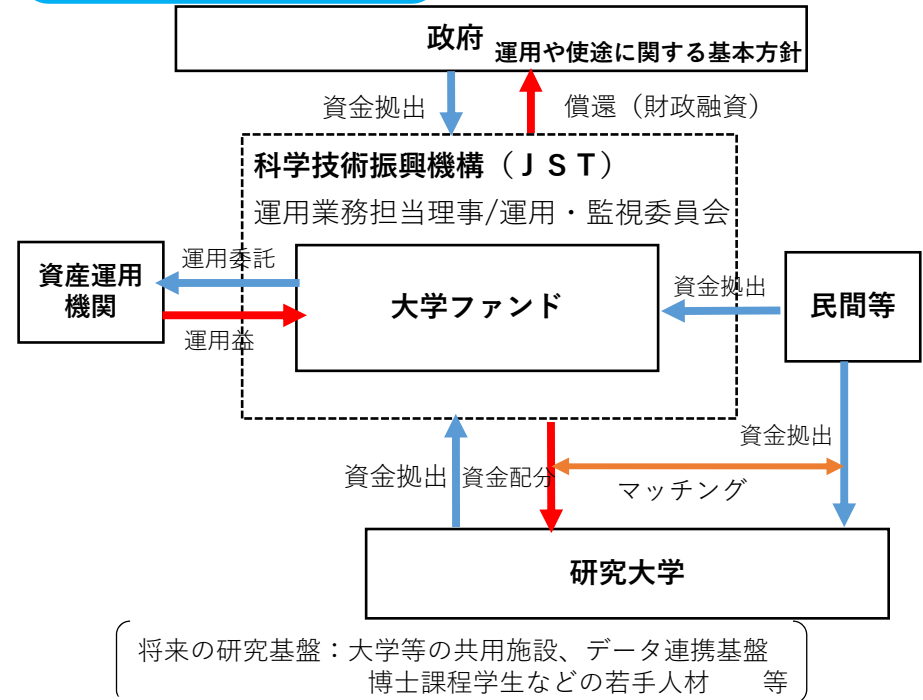 政府 運用や使途に関する基本方針
資金拠出
償還（財政融資）
科学技術振興機構（ＪＳＴ）
運用業務担当理事/運用・監視委員会
資産運用
機関
運用委託
運用益
大学ファンド
資金拠出
民間等
資金拠出
資金拠出
資金配分
マッチング
研究大学
将来の研究基盤：大学等の共用施設、データ連携基盤
博士課程学生などの若手人材　　等